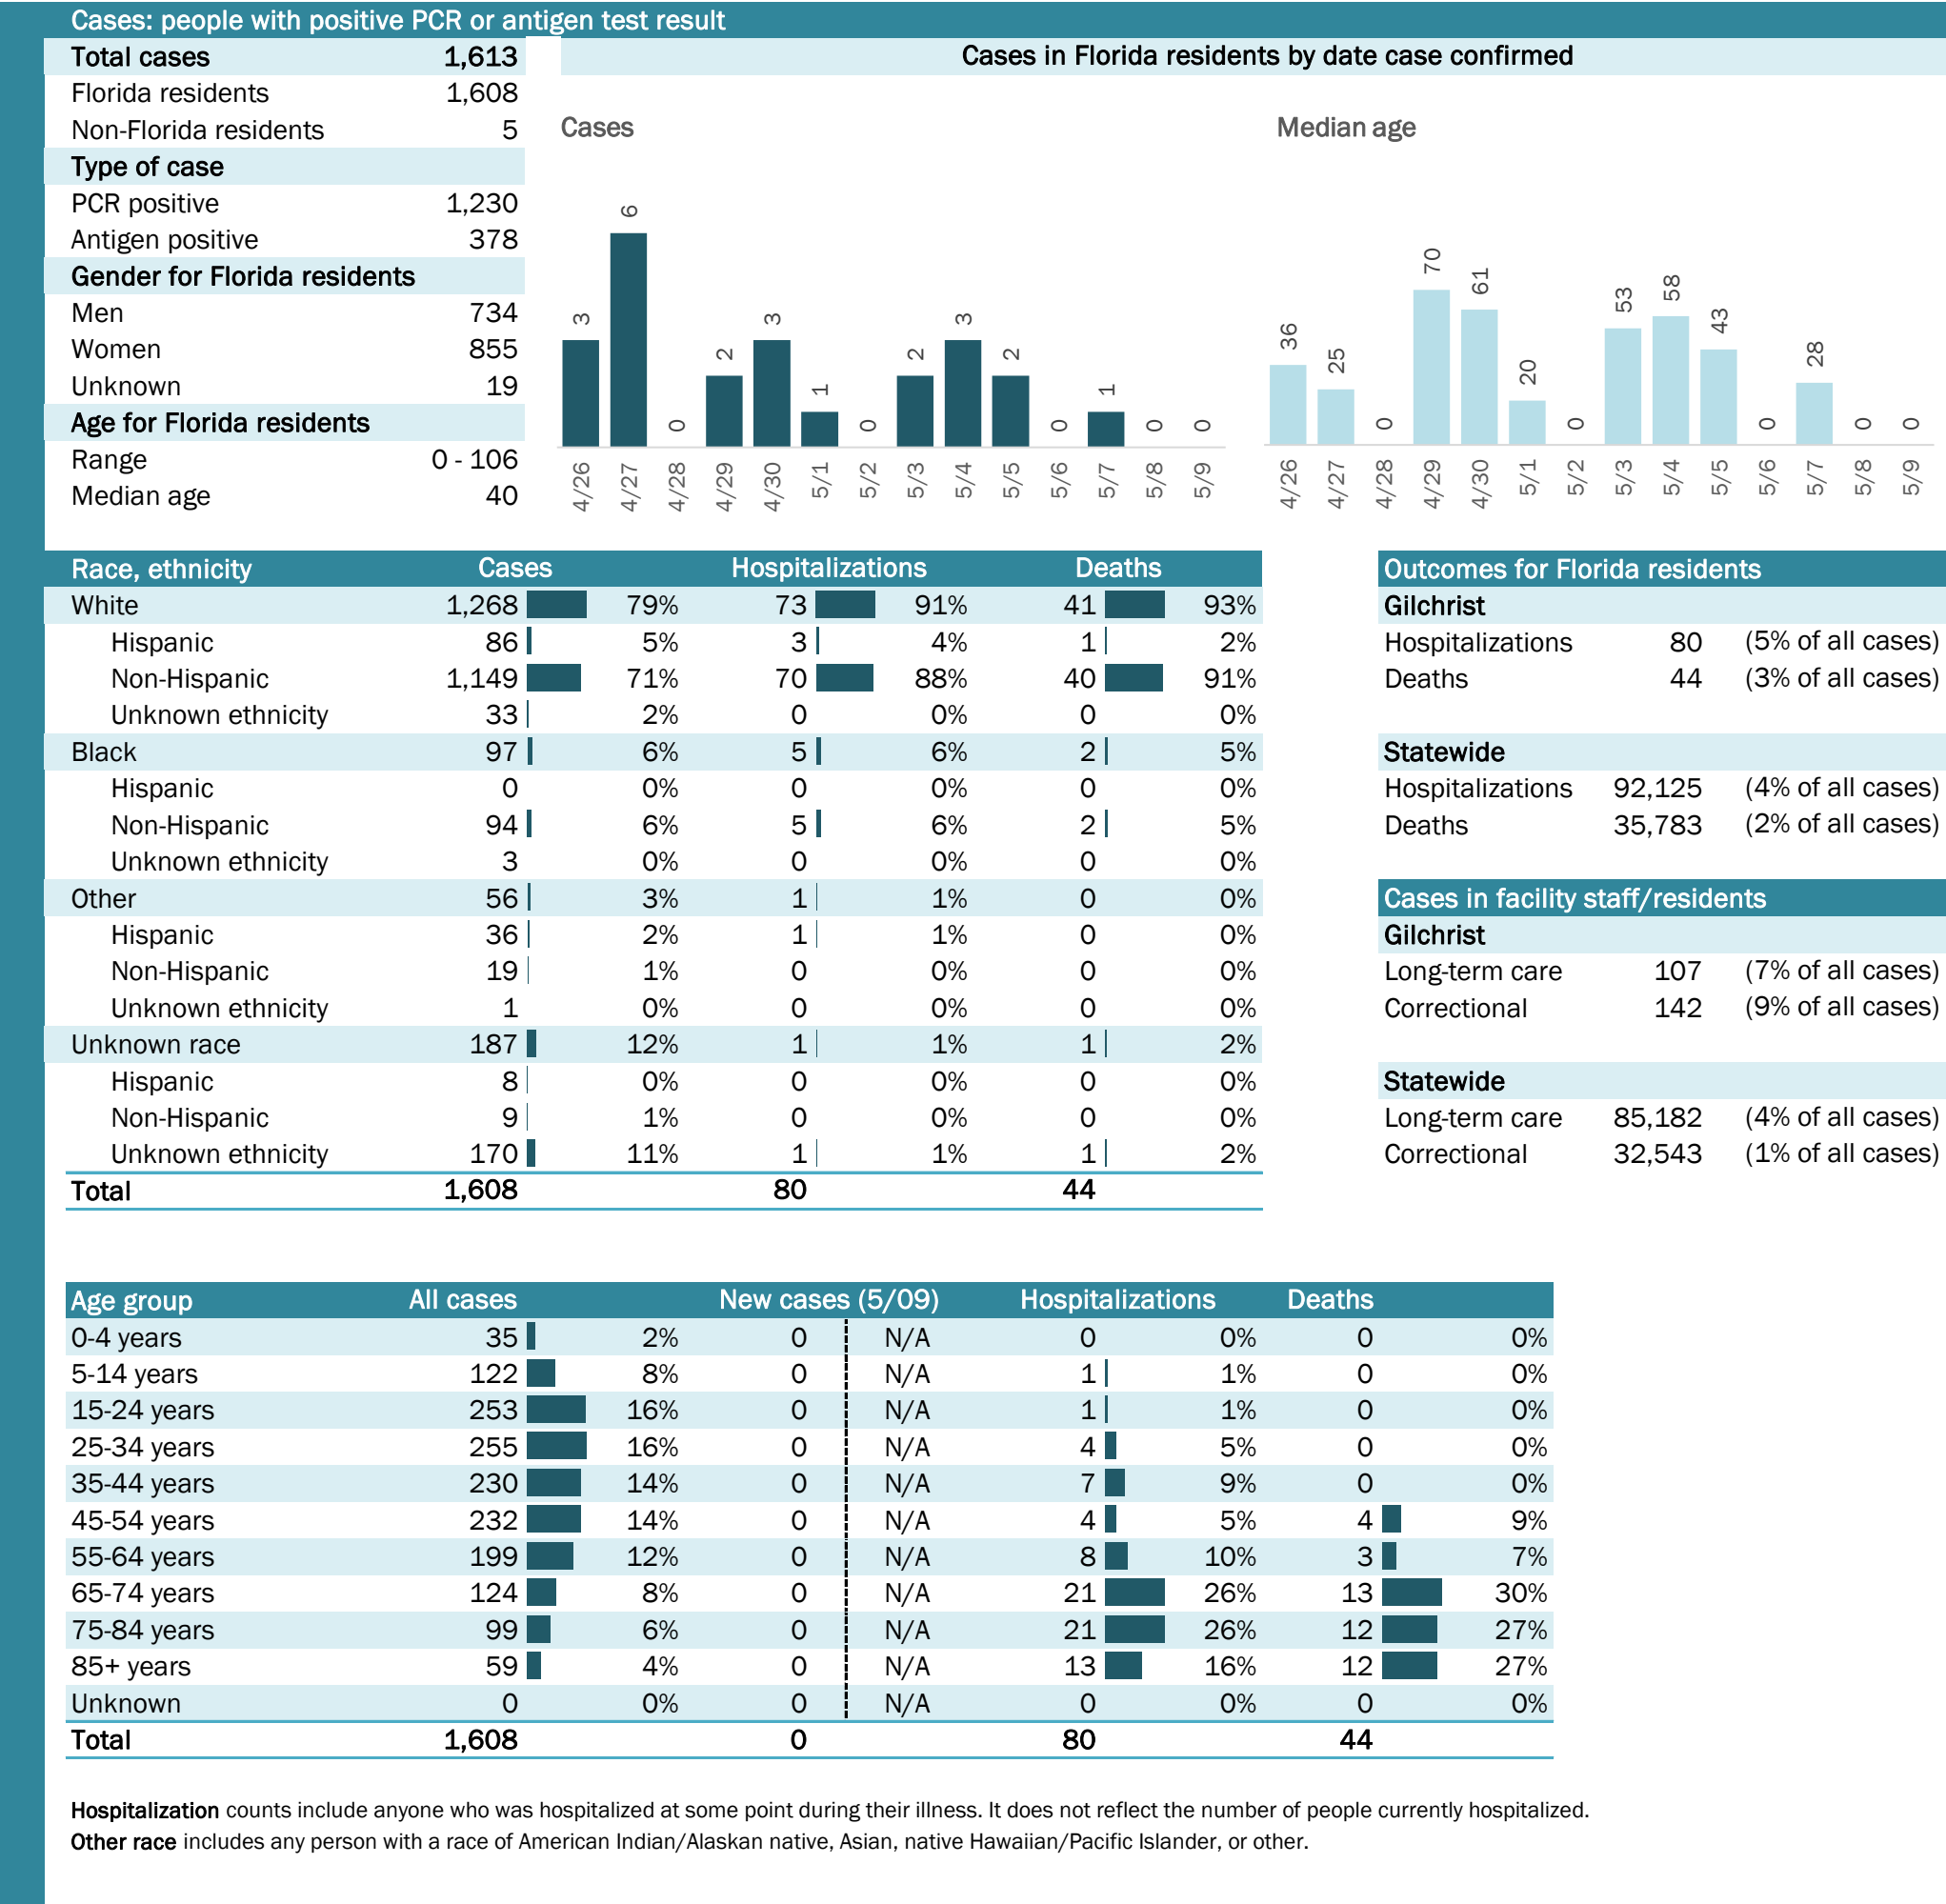 Cases: people with positive PCR or antigen test result
Total cases 1,613
Florida residents 1,608
Non-Florida residents 5
Type of case
PCR positive 1,230
Antigen positive 378
Gender for Florida residents
Men 734
Women 855
Unknown 19
Age for Florida residents
Range 0 - 106
Median age 40
Cases in Florida residents by date case confirmed
Cases
3 6 0 2 3 1 0 2 3 2 0 1 0 0
4/26 4/27 4/28 4/29 4/30 5/1 5/2 5/3 5/4 5/5 5/6 5/7 5/8 5/9
Median age
36 25 0 70 61 20 0 53 58 43 0 28 0 0
4/26 4/27 4/28 4/29 4/30 5/1 5/2 5/3 5/4 5/5 5/6 5/7 5/8 5/9
Race, ethnicity Cases Hospitalizations Deaths
White 1,268 79% 73 91% 41 93%
Hispanic 86 5% 3 4% 1 2%
Non-Hispanic 1,149 71% 70 88% 40 91%
Unknown ethnicity 33 2% 0 0% 0 0%
Black 97 6% 5 6% 2 5%
Hispanic 0 0% 0 0% 0 0%
Non-Hispanic 94 6% 5 6% 2 5%
Unknown ethnicity 3 0% 0 0% 0 0%
Other 56 3% 1 1% 0 0%
Hispanic 36 2% 1 1% 0 0%
Non-Hispanic 19 1% 0 0% 0 0%
Unknown ethnicity 1 0% 0 0% 0 0%
Unknown race 187 12% 1 1% 1 2%
Hispanic 8 0% 0 0% 0 0%
Non-Hispanic 9 1% 0 0% 0 0%
Unknown ethnicity 170 11% 1 1% 1 2%
Total 1,608 80 44
Outcomes for Florida residents
Gilchrist
Hospitalizations 80 (5% of all cases)
Deaths 44 (3% of all cases)
Statewide
Hospitalizations 92,125 (4% of all cases)
Deaths 35,783 (2% of all cases)
Cases in facility staff/residents
Gilchrist
Long-term care 107 (7% of all cases)
Correctional 142 (9% of all cases)
Statewide
Long-term care 85,182 (4% of all cases)
Correctional 32,543 (1% of all cases)
Age group All cases New cases (5/09) Hospitalizations Deaths
0-4 years 35 2% 0 N/A 0 0% 0 0%
5-14 years 122 8% 0 N/A 1 1% 0 0%
15-24 years 253 16% 0 N/A 1 1% 0 0%
25-34 years 255 16% 0 N/A 4 5% 0 0%
35-44 years 230 14% 0 N/A 7 9% 0 0%
45-54 years 232 14% 0 N/A 4 5% 4 9%
55-64 years 199 12% 0 N/A 8 10% 3 7%
65-74 years 124 8% 0 N/A 21 26% 13 30%
75-84 years 99 6% 0 N/A 21 26% 12 27%
85+ years 59 4% 0 N/A 13 16% 12 27%
Unknown 0 0% 0 N/A 0 0% 0 0%
Total 1,608 0 80 44
Hospitalization counts include anyone who was hospitalized at some point during their illness. It does not reflect the number of people currently hospitalized.
Other race includes any person with a race of American Indian/Alaskan native, Asian, native Hawaiian/Pacific Islander, or other.